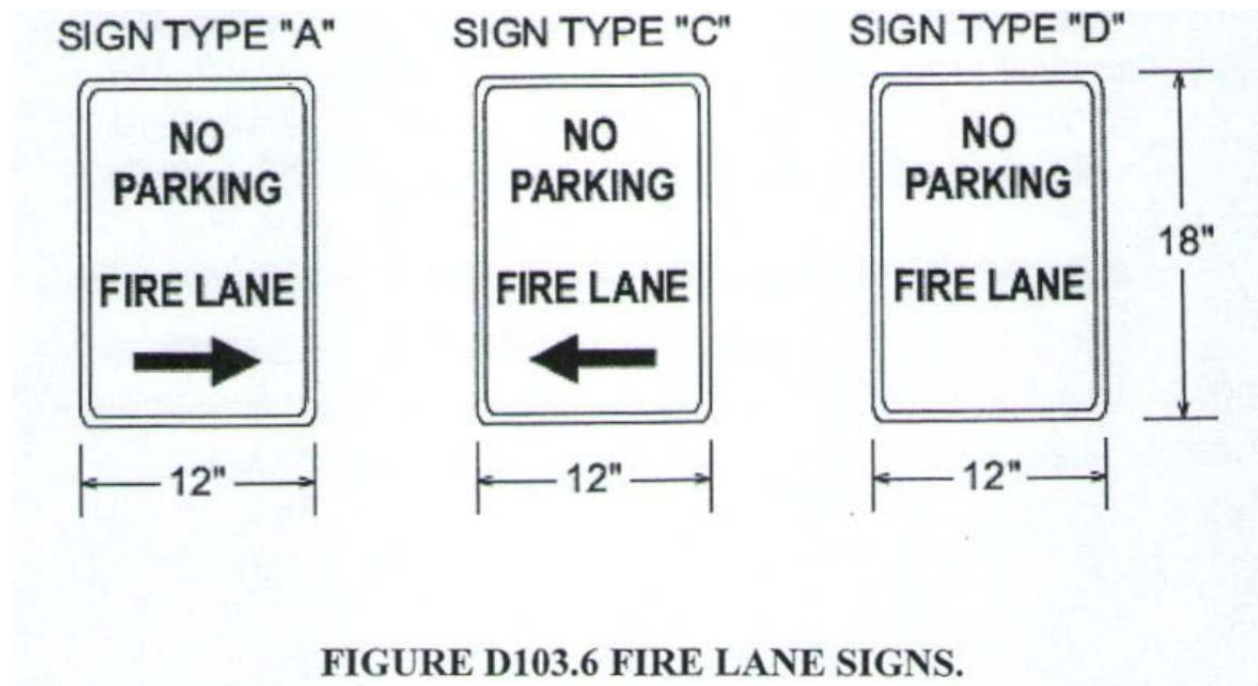 SIGN TYPE "A"
NO
PARKING
FIRE LANE
12"
SIGN TYPE "C"
NO
PARKING
FIRE LANE
12"
SIGN TYPE "D"
NO
PARKING
FIRE LANE
12"
18"
FIGURE D103.6 FIRE LANE SIGNS.